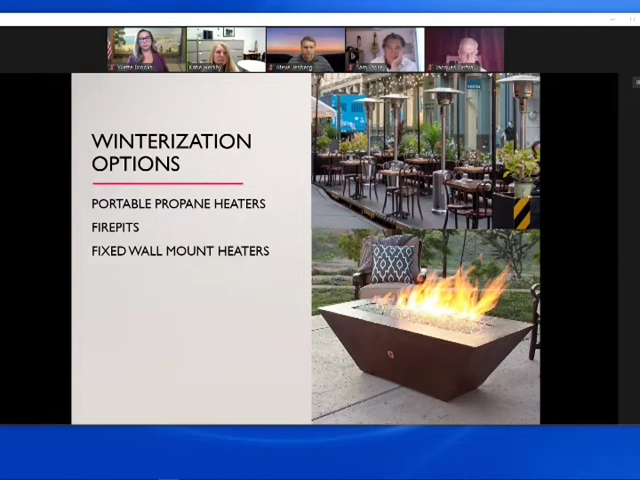 WINTERIZATION
OPTIONS
PORTABLE PROPANE HEATERS
FIREPITS
FIXED WALL MOUNT HEATERS